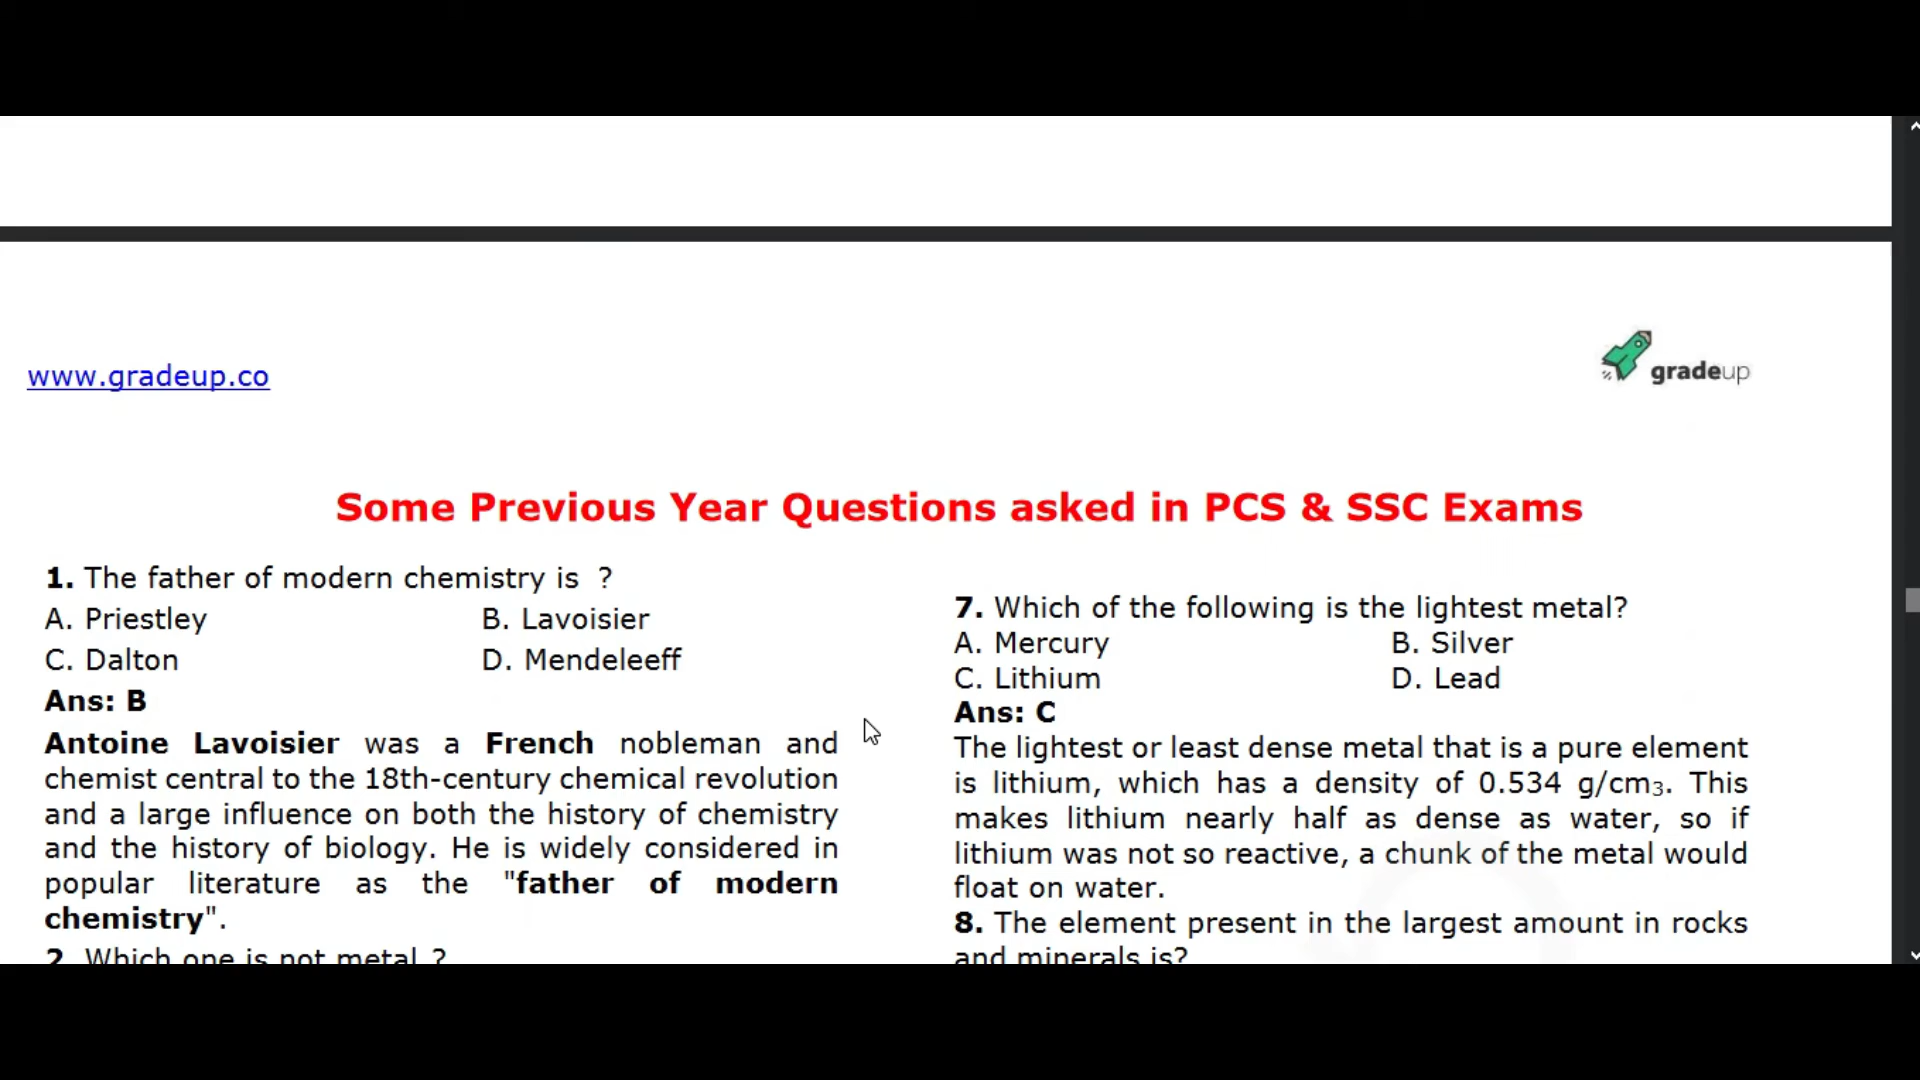 www.gradeup.co
gradeup
Some Previous Year Questions asked in PCS & SSC Exams
1. The father of modern chemistry is ?
A. Priestley B. Lavoisier
C. Dalton D. Mendeleeff
Ans: B
Antoine Lavoisier was a French nobleman and
chemist central to the 18th-century chemical revolution
and a large influence on both the history of chemistry
and the history of biology. He is widely considered in
popular literature as the "father of modern
chemistry".
2. Which one is not metal ?
7. Which of the following is the lightest metal?
A. Mercury B. Silver
C. Lithium D. Lead
Ans: C
The lightest or least dense metal that is a pure element
is lithium, which has a density of 0.534 g/cm3. This
makes lithium nearly half as dense as water, so if
lithium was not so reactive, a chunk of the metal would
float on water.
8. The element present in the largest amount in rocks
and minerals is?